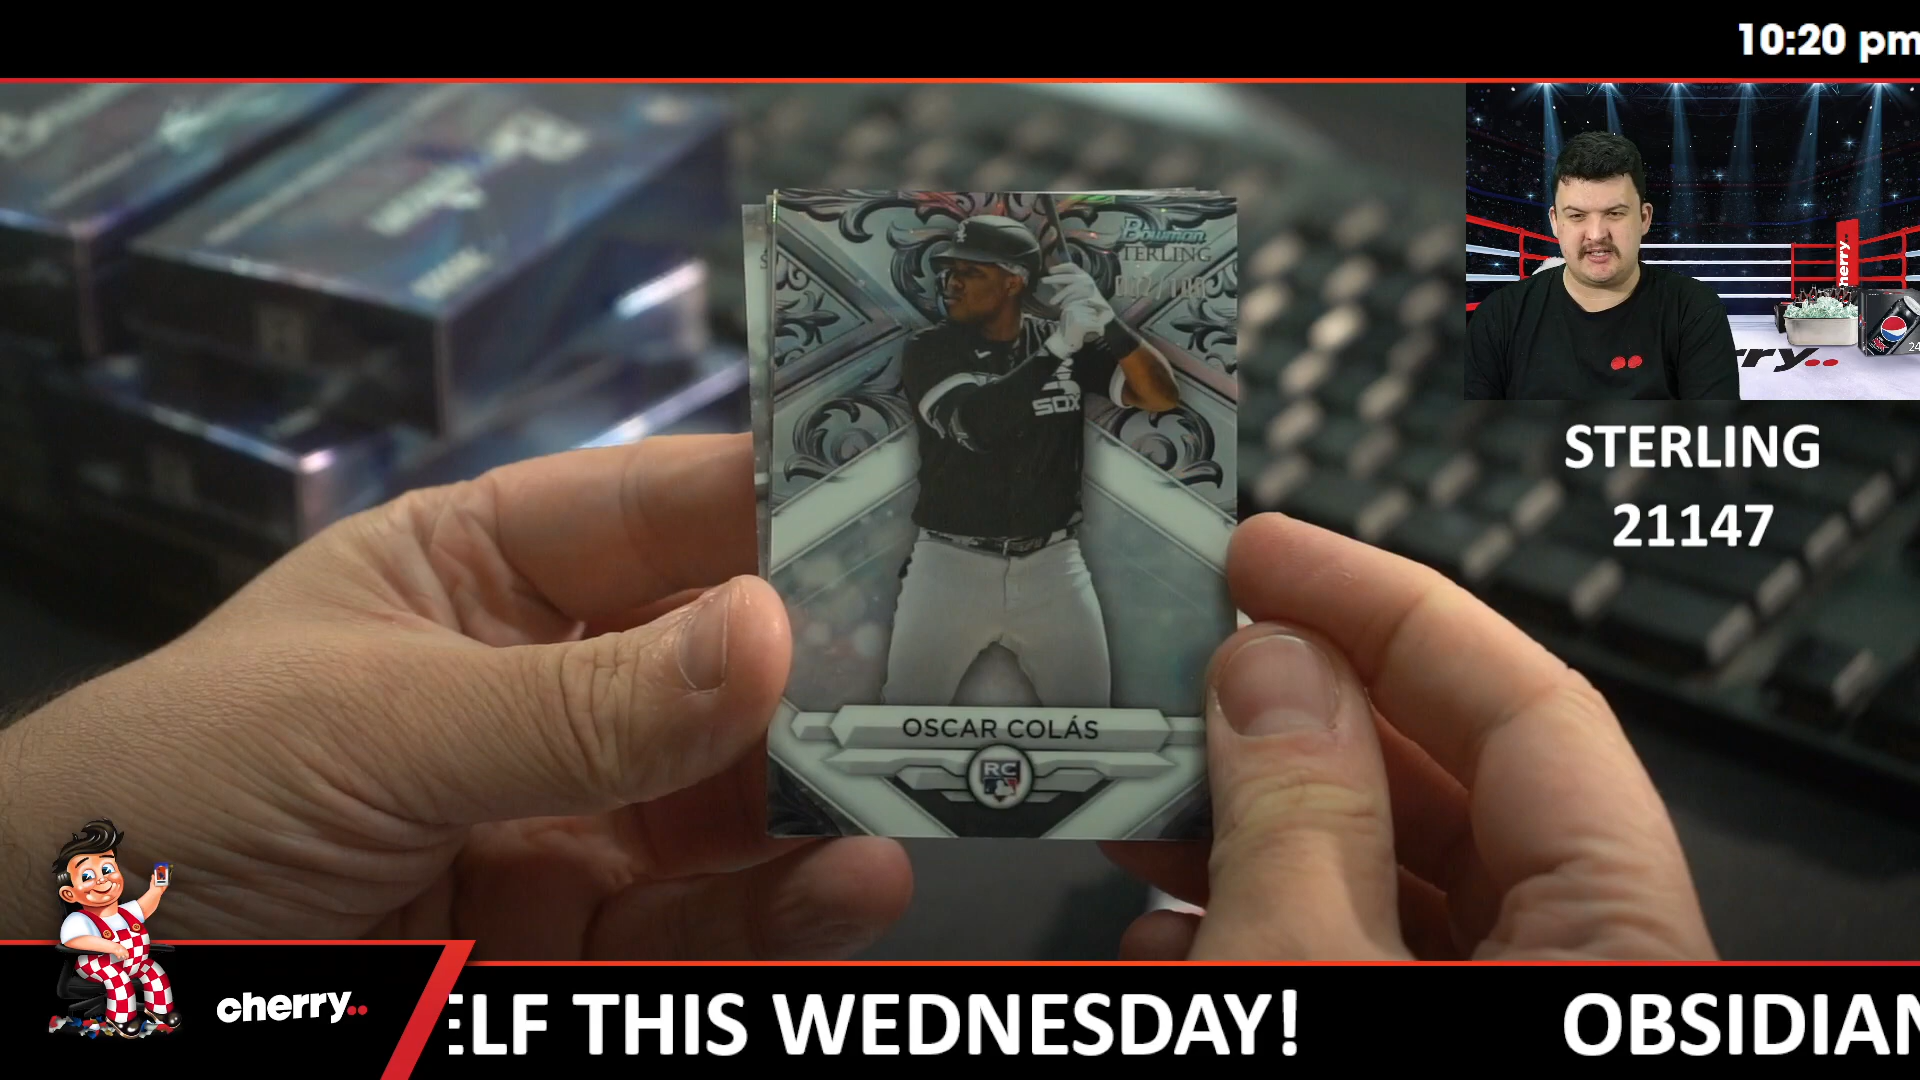 10:20 pm
Bowman
STERLING
SOX
OSCAR COLÁS
RC
STERLING
21147
cherry..
ELF THIS WEDNESDAY!
OBSIDIAN